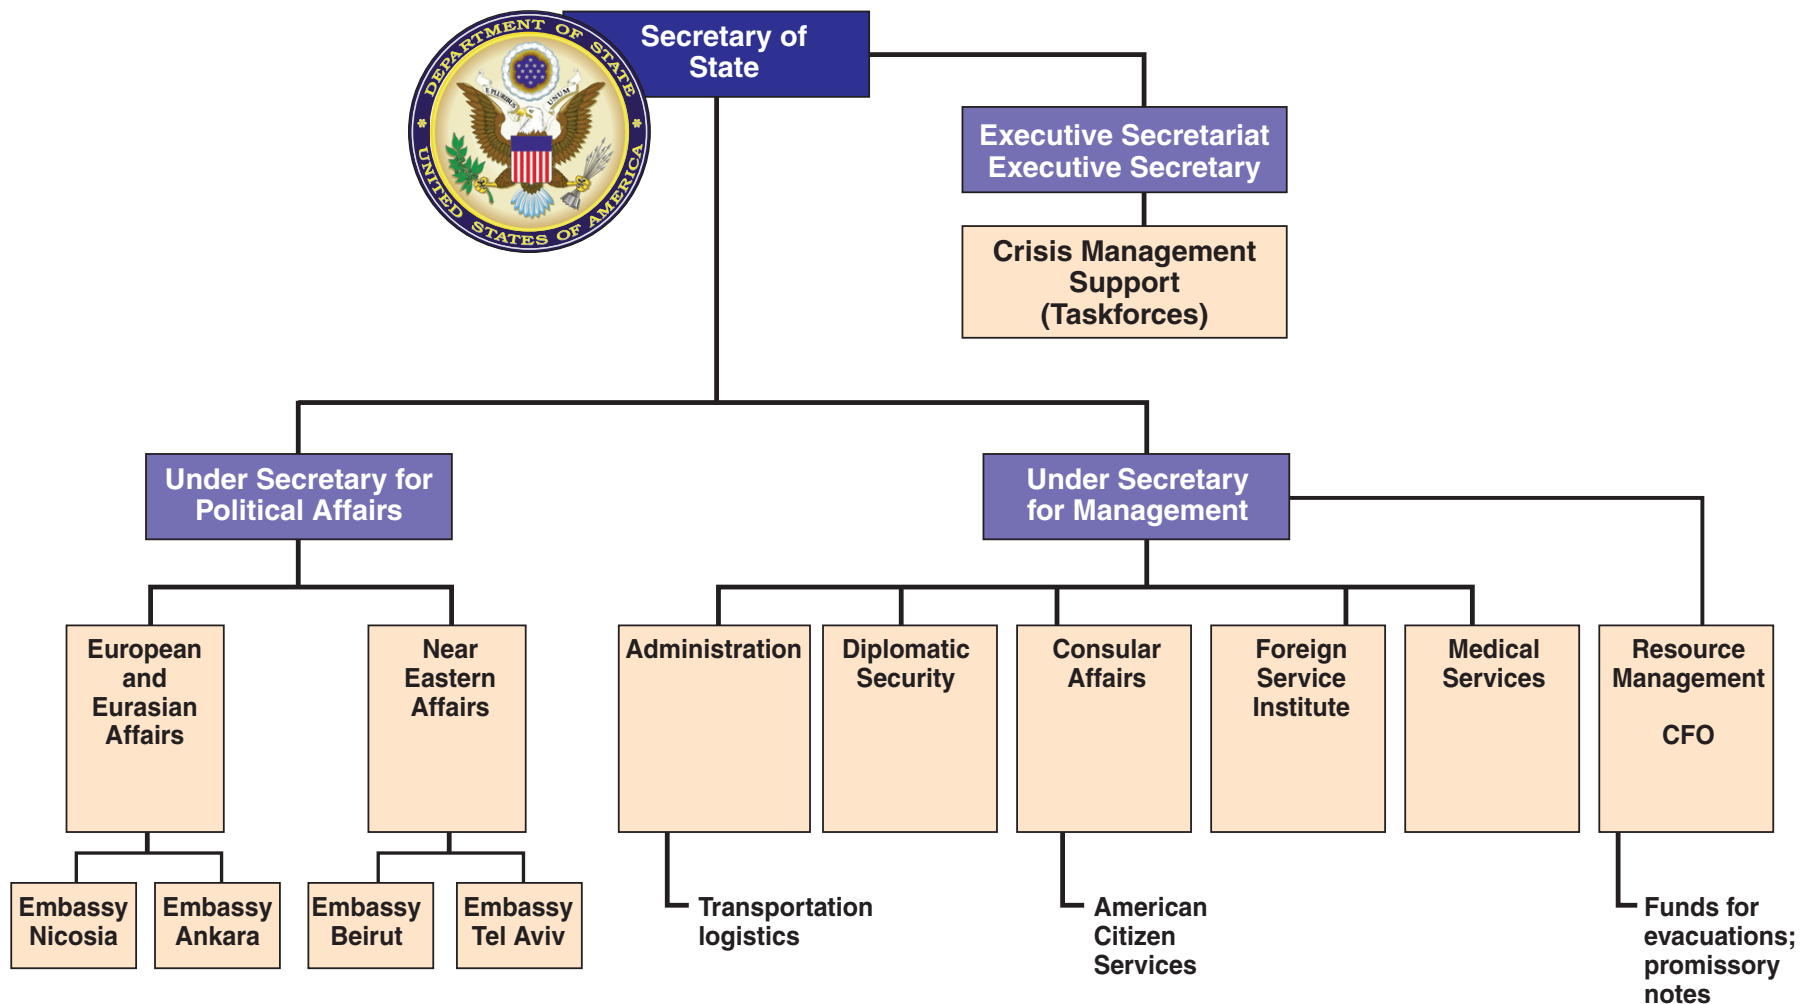 DEPARTMENT OF STATE
UNITED STATES OF AMERICA
E PLURIBUS UNUM
Secretary of
State
Executive Secretariat
Executive Secretary
Crisis Management
Support
(Taskforces)
Under Secretary for
Political Affairs
Under Secretary
for Management
European
and
Eurasian
Affairs
Near
Eastern
Affairs
Administration
Diplomatic
Security
Consular
Affairs
Foreign
Service
Institute
Medical
Services
Resource
Management
CFO
Embassy
Nicosia
Embassy
Ankara
Embassy
Beirut
Embassy
Tel Aviv
Transportation
logistics
American
Citizen
Services
Funds for
evacuations;
promissory
notes